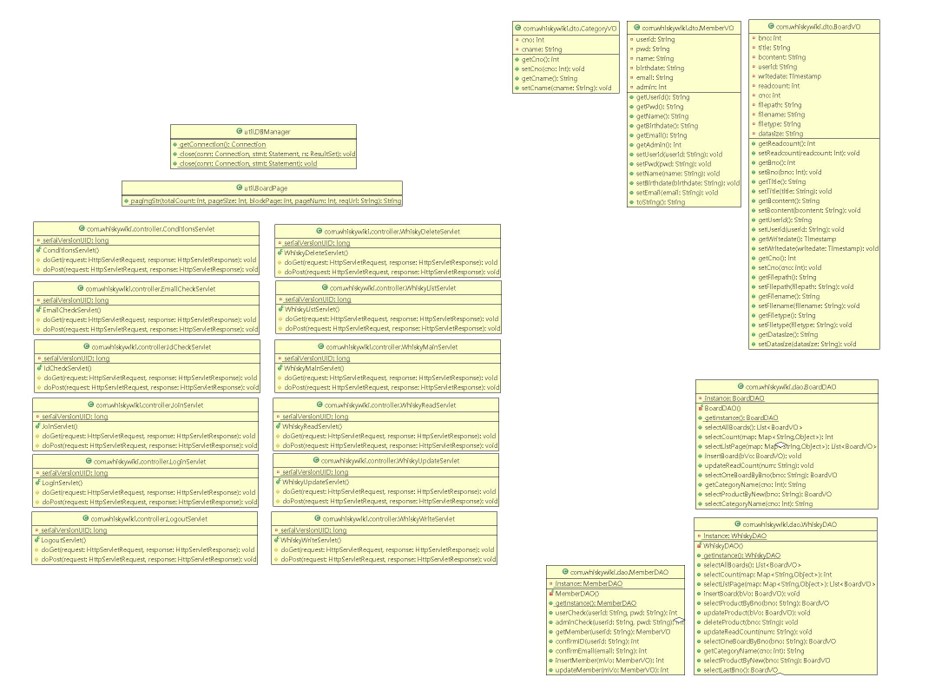 com.whiskywiki.dto.CategoryVO
cno: int
cname: String
getCno(): int
setCno(cno: int): void
getCname(): String
setCname(cname: String): void
com.whiskywiki.dto.MemberVO
userid: String
pwd: String
name: String
birthdate: String
email: String
admin: int
getUserid(): String
getPwd(): String
getName(): String
getBirthdate(): String
getEmail(): String
getAdmin(): int
setUserid(userid: String): void
setPwd(pwd: String): void
setName(name: String): void
setBirthdate(birthdate: String): void
setEmail(email: String): void
toString(): String
com.whiskywiki.dto.BoardVO
bno: int
title: String
bcontent: String
userid: String
writedate: Timestamp
readcount: int
cno: int
filepath: String
filename: String
filetype: String
datasize: String
getReadcount(): int
setReadcount(readcount: int): void
getBno(): int
setBno(bno: int): void
getTitle(): String
setTitle(title: String): void
getBcontent(): String
setBcontent(bcontent: String): void
getUserid(): String
setUserid(userid: String): void
getWritedate(): Timestamp
setWritedate(writedate: Timestamp): void
getCno(): int
setCno(cno: int): void
getFilepath(): String
setFilepath(filepath: String): void
getFilename(): String
setFilename(filename: String): void
getFiletype(): String
setFiletype(filetype: String): void
getDatasize(): String
setDatasize(datasize: String): void
util.DBManager
getConnection(): Connection
close(conn: Connection, stmt: Statement, rs: ResultSet): void
close(conn: Connection, stmt: Statement): void
util.BoardPage
pagingStr(totalCount: int, pageSize: int, blockPage: int, pageNum: int, reqUrl: String): String
com.whiskywiki.controller.ConditionsServlet
serialVersionUID: long
ConditionsServlet()
doGet(request: HttpServletRequest, response: HttpServletResponse): void
doPost(request: HttpServletRequest, response: HttpServletResponse): void
com.whiskywiki.controller.WhiskyDeleteServlet
serialVersionUID: long
WhiskyDeleteServlet()
doGet(request: HttpServletRequest, response: HttpServletResponse): void
doPost(request: HttpServletRequest, response: HttpServletResponse): void
com.whiskywiki.controller.EmailCheckServlet
serialVersionUID: long
EmailCheckServlet()
doGet(request: HttpServletRequest, response: HttpServletResponse): void
doPost(request: HttpServletRequest, response: HttpServletResponse): void
com.whiskywiki.controller.WhiskyListServlet
serialVersionUID: long
WhiskyListServlet()
doGet(request: HttpServletRequest, response: HttpServletResponse): void
doPost(request: HttpServletRequest, response: HttpServletResponse): void
com.whiskywiki.controller.IdCheckServlet
serialVersionUID: long
IdCheckServlet()
doGet(request: HttpServletRequest, response: HttpServletResponse): void
doPost(request: HttpServletRequest, response: HttpServletResponse): void
com.whiskywiki.controller.WhiskyMainServlet
serialVersionUID: long
WhiskyMainServlet()
doGet(request: HttpServletRequest, response: HttpServletResponse): void
doPost(request: HttpServletRequest, response: HttpServletResponse): void
com.whiskywiki.controller.JoinServlet
serialVersionUID: long
JoinServlet()
doGet(request: HttpServletRequest, response: HttpServletResponse): void
doPost(request: HttpServletRequest, response: HttpServletResponse): void
com.whiskywiki.controller.WhiskyReadServlet
serialVersionUID: long
WhiskyReadServlet()
doGet(request: HttpServletRequest, response: HttpServletResponse): void
doPost(request: HttpServletRequest, response: HttpServletResponse): void
com.whiskywiki.controller.LoginServlet
serialVersionUID: long
LoginServlet()
doGet(request: HttpServletRequest, response: HttpServletResponse): void
doPost(request: HttpServletRequest, response: HttpServletResponse): void
com.whiskywiki.controller.WhiskyUpdateServlet
serialVersionUID: long
WhiskyUpdateServlet()
doGet(request: HttpServletRequest, response: HttpServletResponse): void
doPost(request: HttpServletRequest, response: HttpServletResponse): void
com.whiskywiki.controller.LogoutServlet
serialVersionUID: long
LogoutServlet()
doGet(request: HttpServletRequest, response: HttpServletResponse): void
doPost(request: HttpServletRequest, response: HttpServletResponse): void
com.whiskywiki.controller.WhiskyWriteServlet
serialVersionUID: long
WhiskyWriteServlet()
doGet(request: HttpServletRequest, response: HttpServletResponse): void
doPost(request: HttpServletRequest, response: HttpServletResponse): void
com.whiskywiki.dao.BoardDAO
instance: BoardDAO
BoardDAO()
getInstance(): BoardDAO
selectAllBoards(): List<BoardVO>
selectCount(map: Map<String,Object>): int
selectListPage(map: Map<String,Object>): List<BoardVO>
insertBoard(bVo: BoardVO): void
updateReadCount(num: String): void
selectOneBoardByBno(bno: String): BoardVO
getCategoryName(cno: int): String
selectProductByNew(bno: String): BoardVO
selectCategoryName(cno: int): String
com.whiskywiki.dao.WhiskyDAO
instance: WhiskyDAO
WhiskyDAO()
getInstance(): WhiskyDAO
selectAllBoards(): List<BoardVO>
selectCount(map: Map<String,Object>): int
selectListPage(map: Map<String,Object>): List<BoardVO>
insertBoard(bVo: BoardVO): void
selectProductByBno(bno: String): BoardVO
updateProduct(bVo: BoardVO): void
deleteProduct(bno: String): void
updateReadCount(num: String): void
selectOneBoardByBno(bno: String): BoardVO
getCategoryName(cno: int): String
selectProductByNew(bno: String): BoardVO
selectLastBno(): BoardVO
com.whiskywiki.dao.MemberDAO
instance: MemberDAO
MemberDAO()
getInstance(): MemberDAO
userCheck(userid: String, pwd: String): int
adminCheck(userid: String, pwd: String): int
getMember(userid: String): MemberVO
confirmID(userid: String): int
confirmEmail(email: String): int
insertMember(mVo: MemberVO): int
updateMember(mVo: MemberVO): int